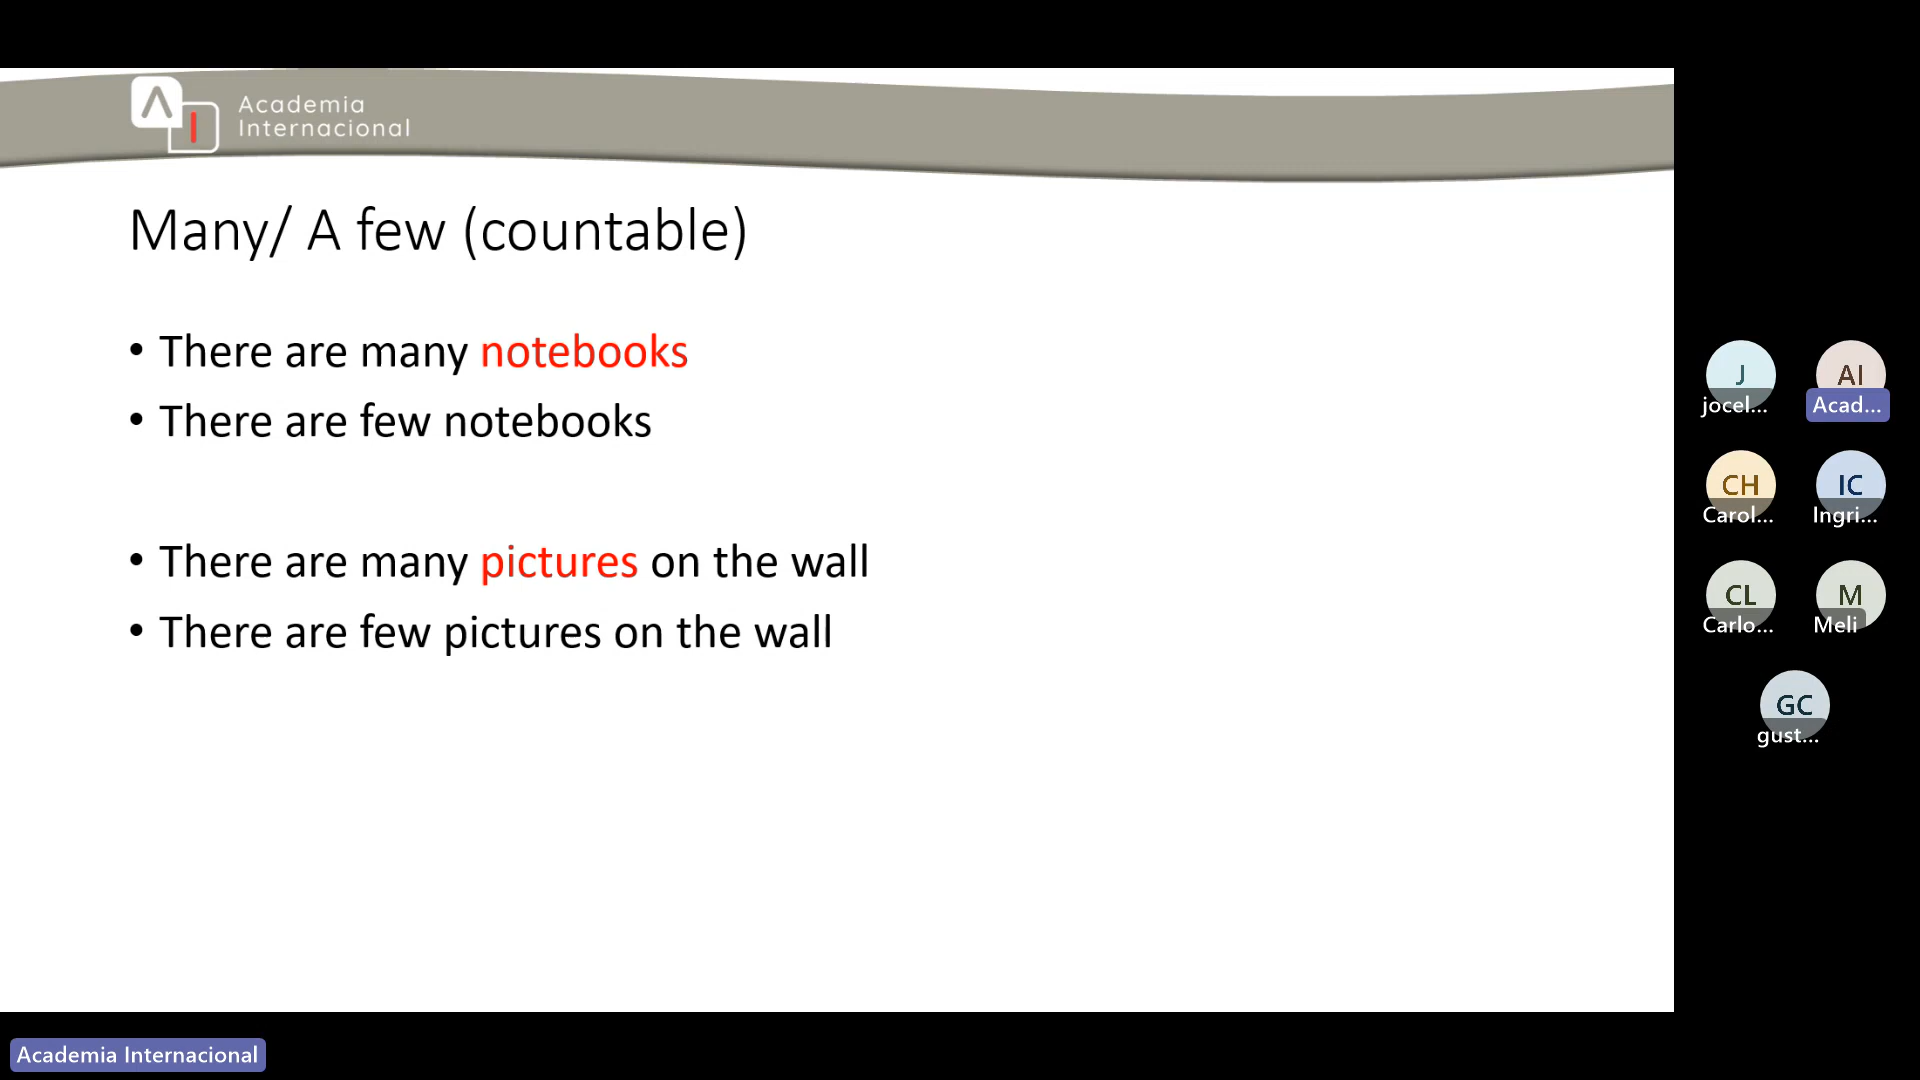 Academia
Internacional
Many/ A few (countable)
• There are many notebooks
• There are few notebooks
• There are many pictures on the wall
• There are few pictures on the wall
J
jocel...
AI
Acad...
CH
Carol...
IC
Ingri...
CL
Carlo...
M
Meli
GC
gust...
Academia Internacional